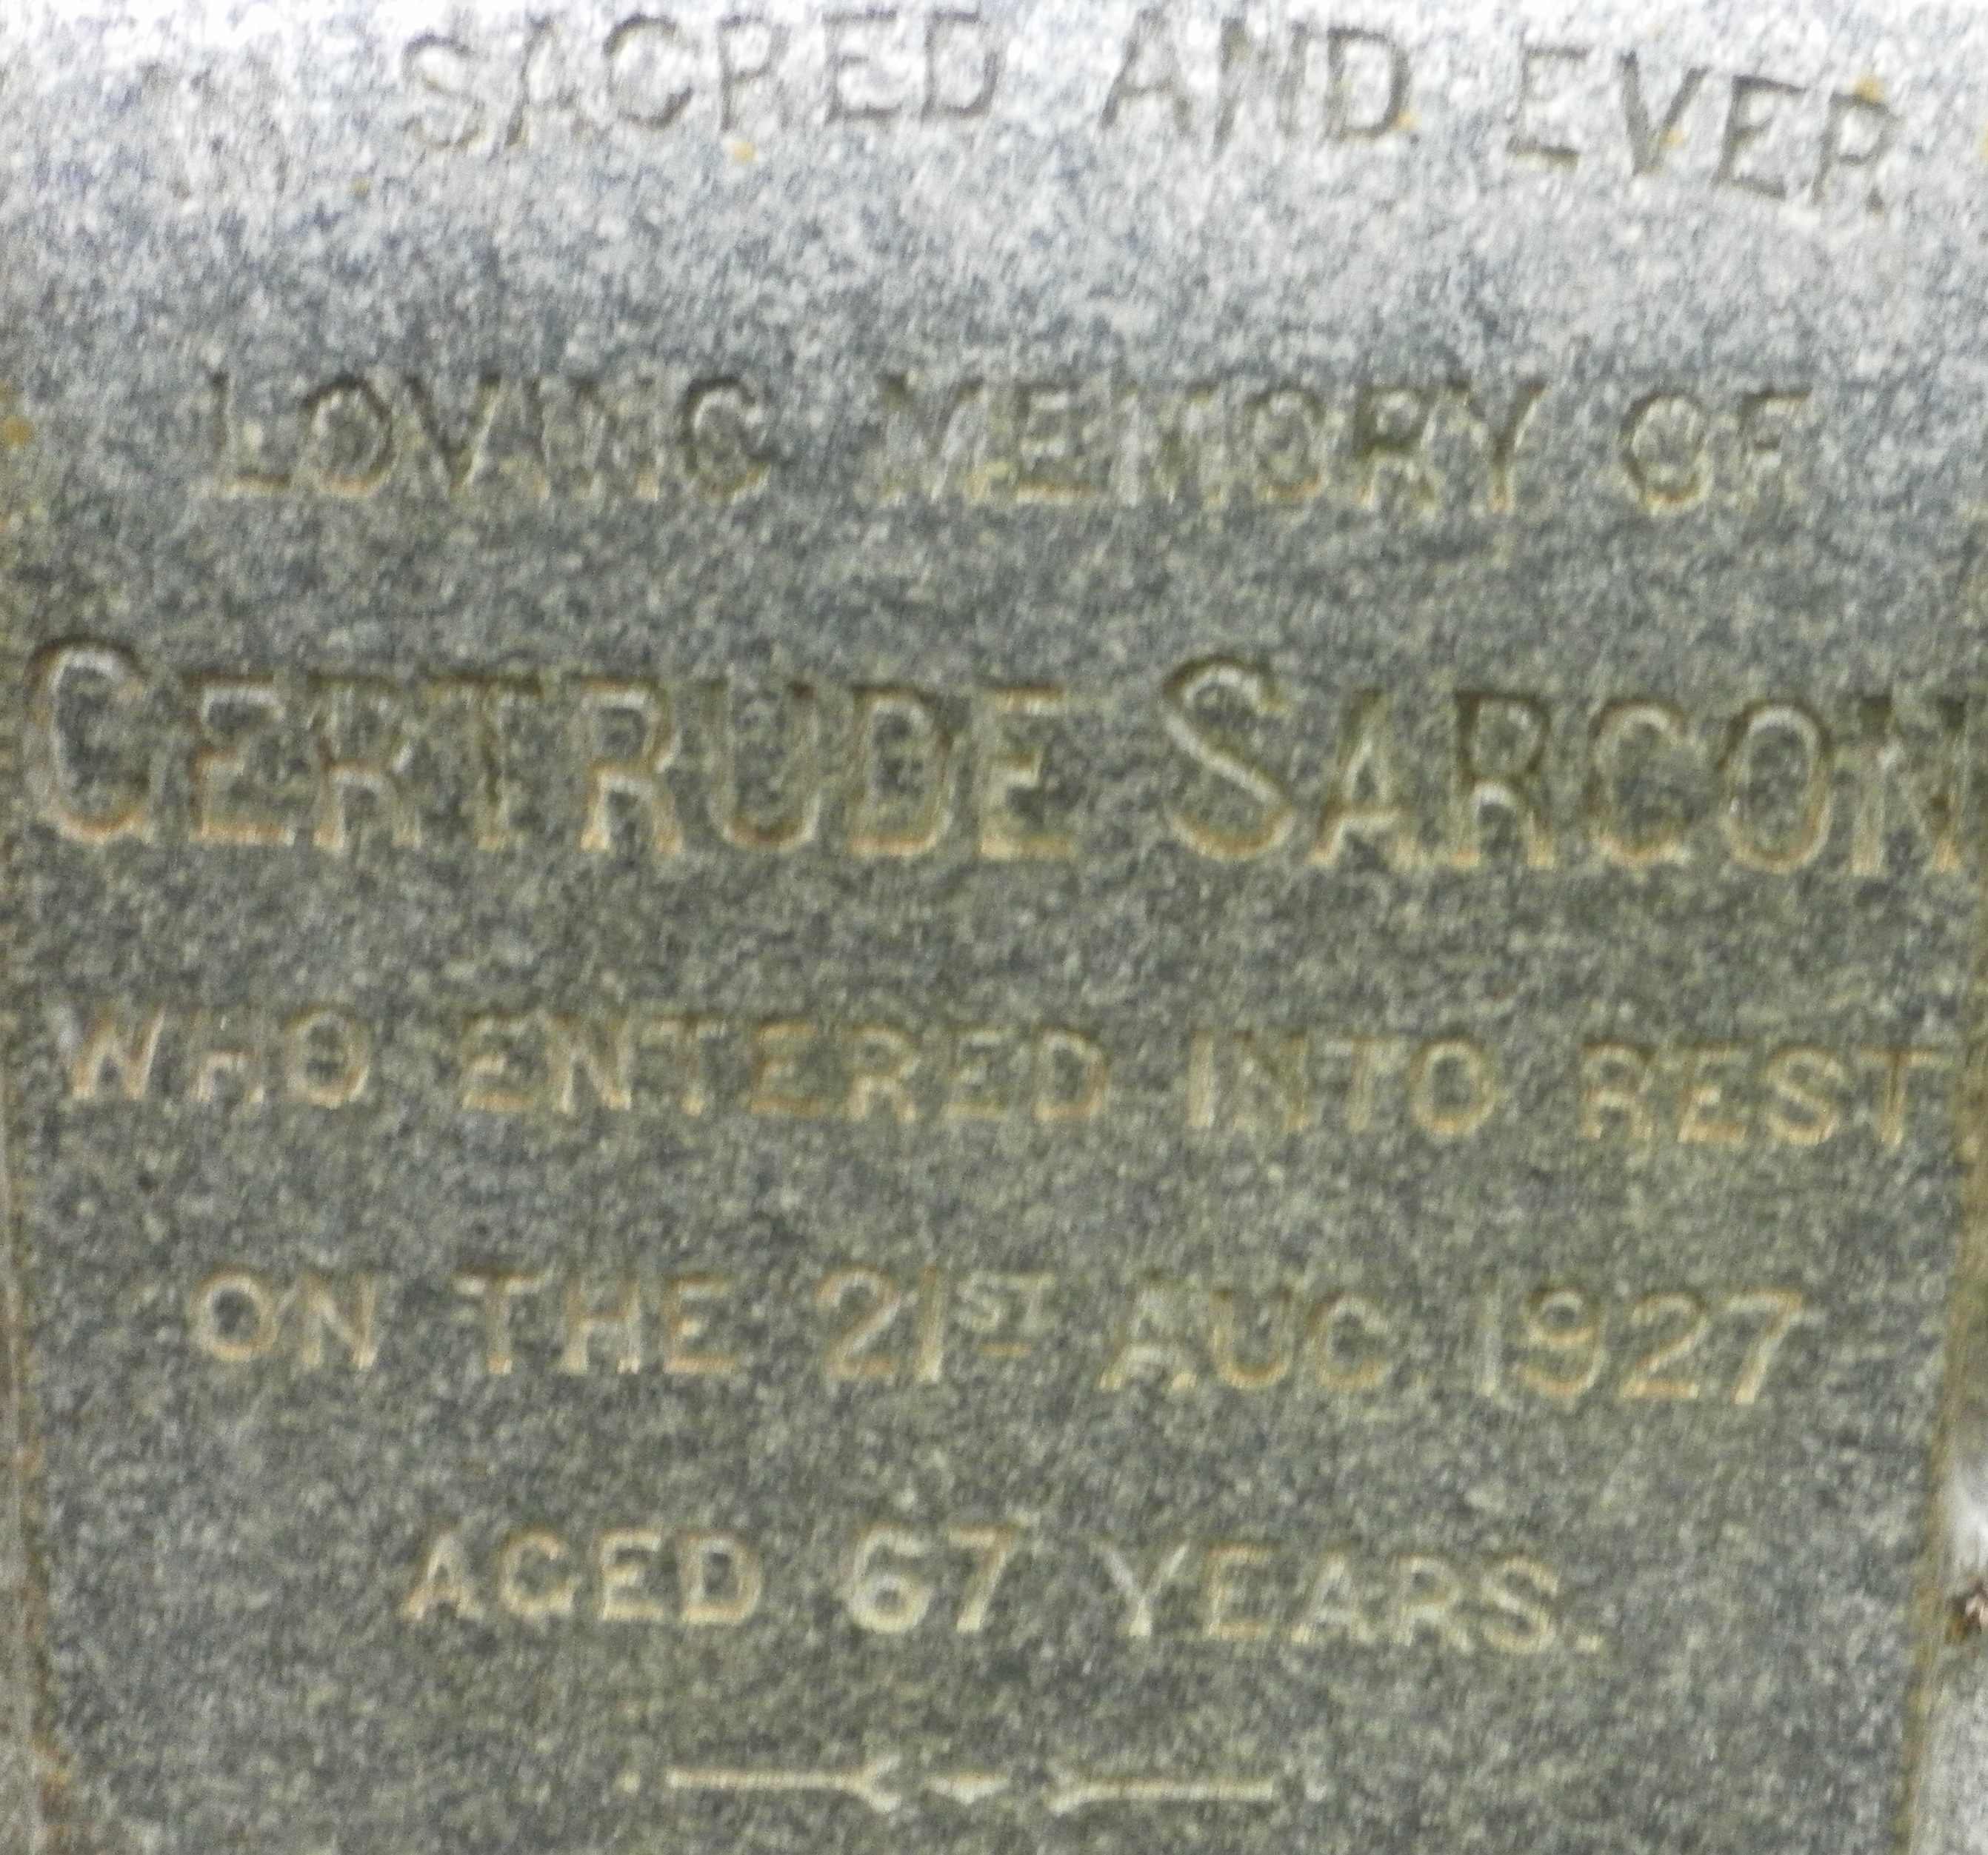 SACRED AND EVER
LOVING MEMORY OF
GERTRUDE SARGON
WHO ENTERED INTO REST
ON THE 21ST AUG. 1927
AGED 67 YEARS.